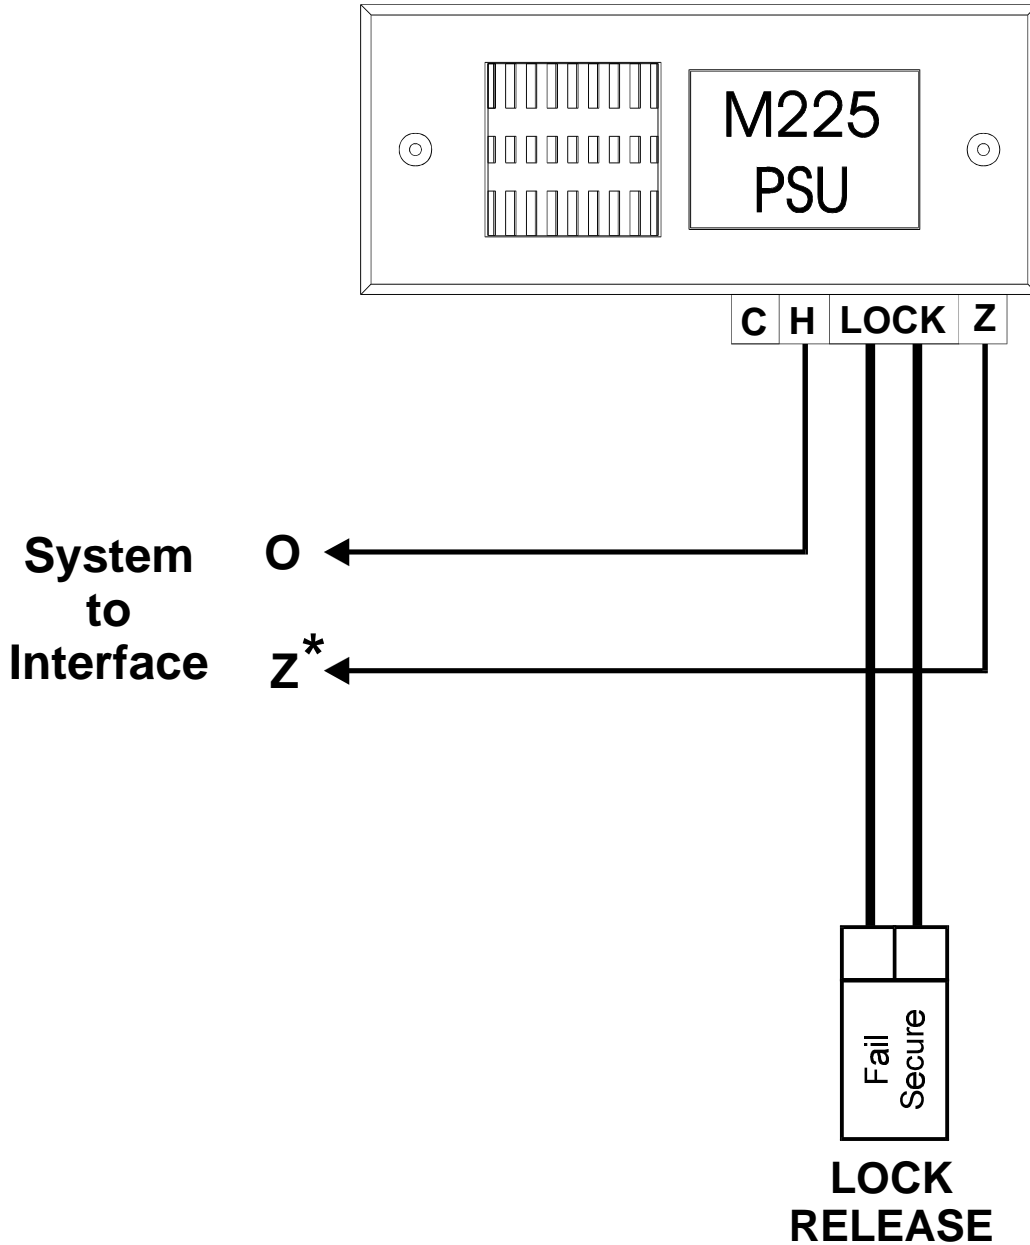 M225
PSU
C H LOCK Z
System
to
Interface
O
Z*
Fail
Secure
LOCK
RELEASE